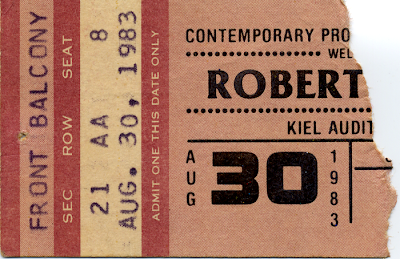 FRONT BALCONY
SEC ROW SEAT
21 AA 8
AUG. 30, 1983
ADMIT ONE THIS DATE ONLY
CONTEMPORARY PRO
WEL
ROBERT
KIEL AUDIT
AUG 30 1983